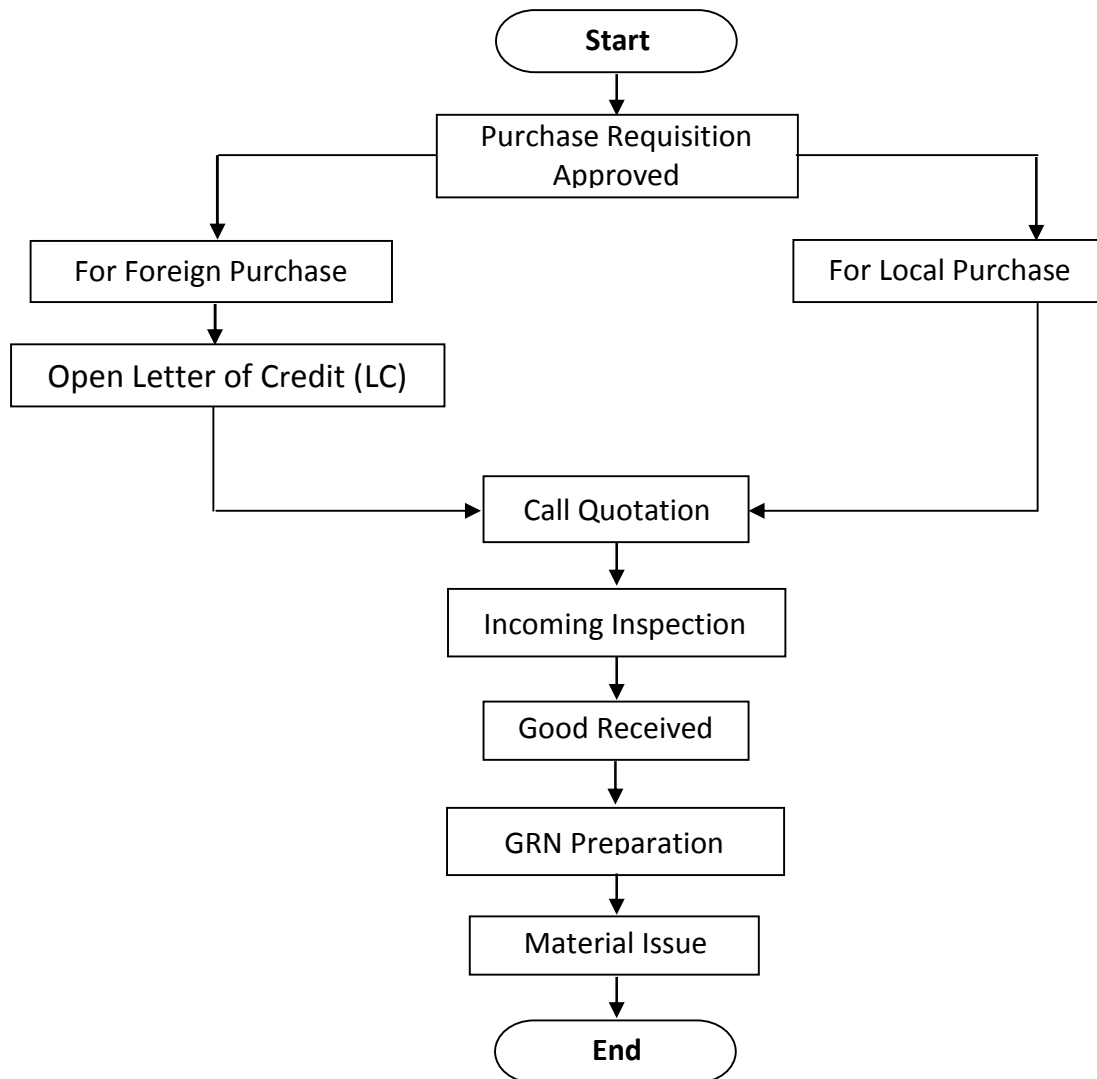 Start
Purchase Requisition
Approved
For Foreign Purchase
For Local Purchase
Open Letter of Credit (LC)
Call Quotation
Incoming Inspection
Good Received
GRN Preparation
Material Issue
End